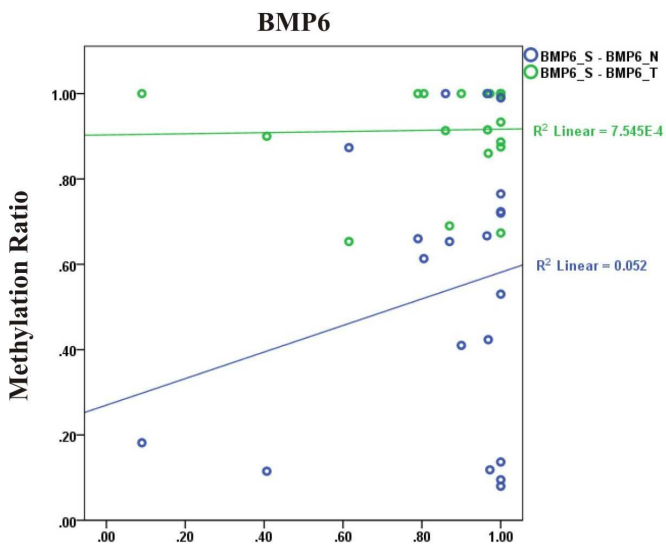 BMP6
BMP6_S - BMP6_N
BMP6_S - BMP6_T
Methylation Ratio
1.00
.80
.60
.40
.20
.00
R² Linear = 7.545E-4
R² Linear = 0.052
.00 .20 .40 .60 .80 1.00